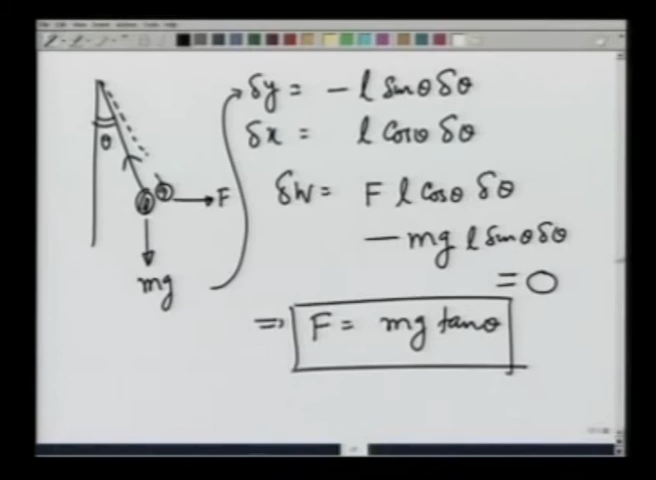 δy = - l sinθ δθ
δx = l cosθ δθ
θ
F
mg
δW = F l cosθ δθ
- mg l sinθ δθ
= 0
⇒ F = mg tanθ